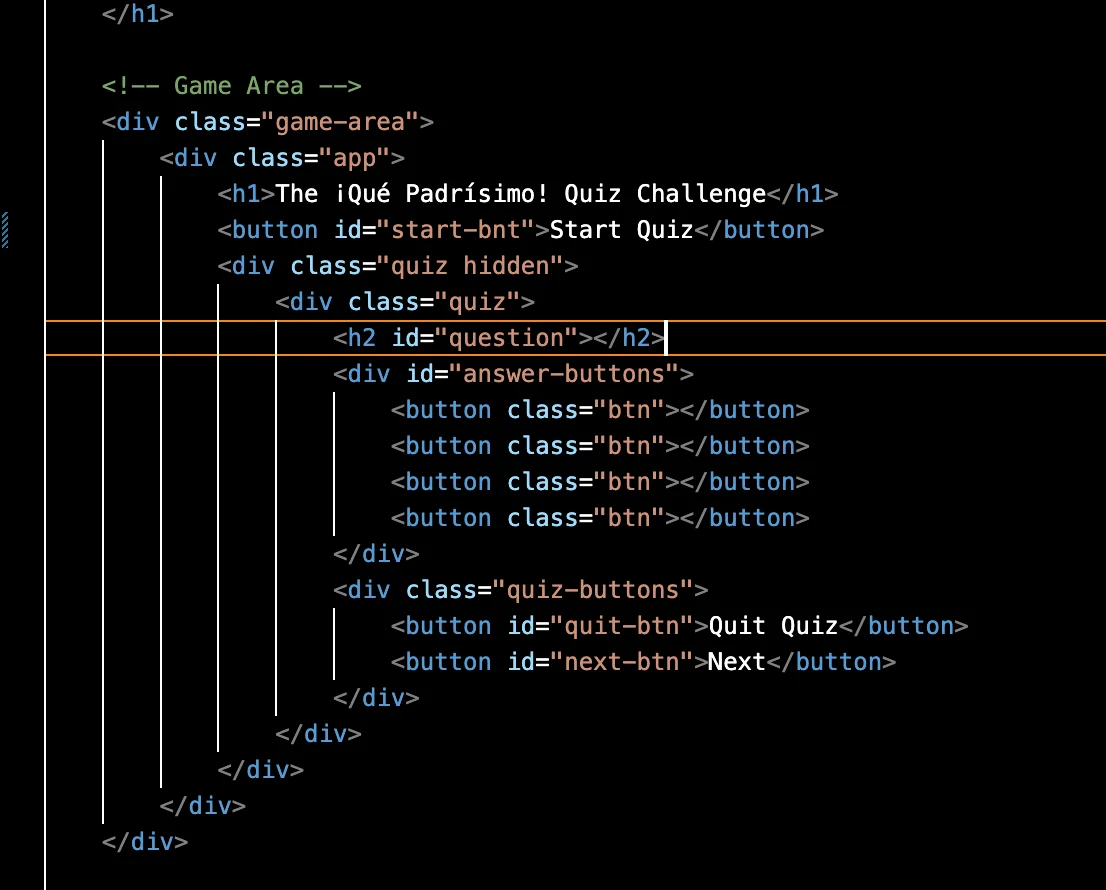 </h1>
<!-- Game Area -->
<div class="game-area">
<div class="app">
<h1>The ¡Qué Padrísimo! Quiz Challenge</h1>
<button id="start-bnt">Start Quiz</button>
<div class="quiz hidden">
<div class="quiz">
<h2 id="question"></h2>
<div id="answer-buttons">
<button class="btn"></button>
<button class="btn"></button>
<button class="btn"></button>
<button class="btn"></button>
</div>
<div class="quiz-buttons">
<button id="quit-btn">Quit Quiz</button>
<button id="next-btn">Next</button>
</div>
</div>
</div>
</div>
</div>